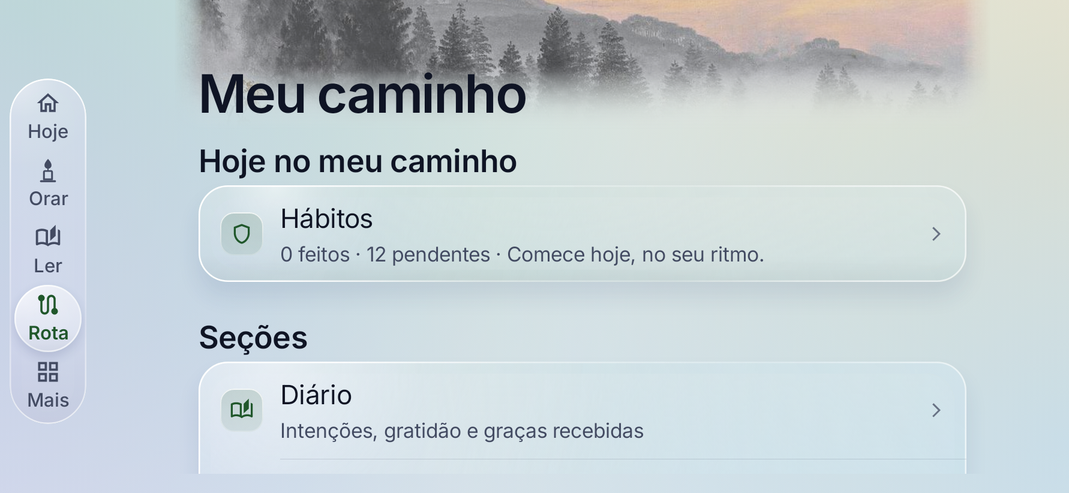 Meu caminho
Hoje no meu caminho
Hoje
Orar
Ler
Rota
Mais
Hábitos
0 feitos · 12 pendentes · Comece hoje, no seu ritmo.
Seções
Diário
Intenções, gratidão e graças recebidas